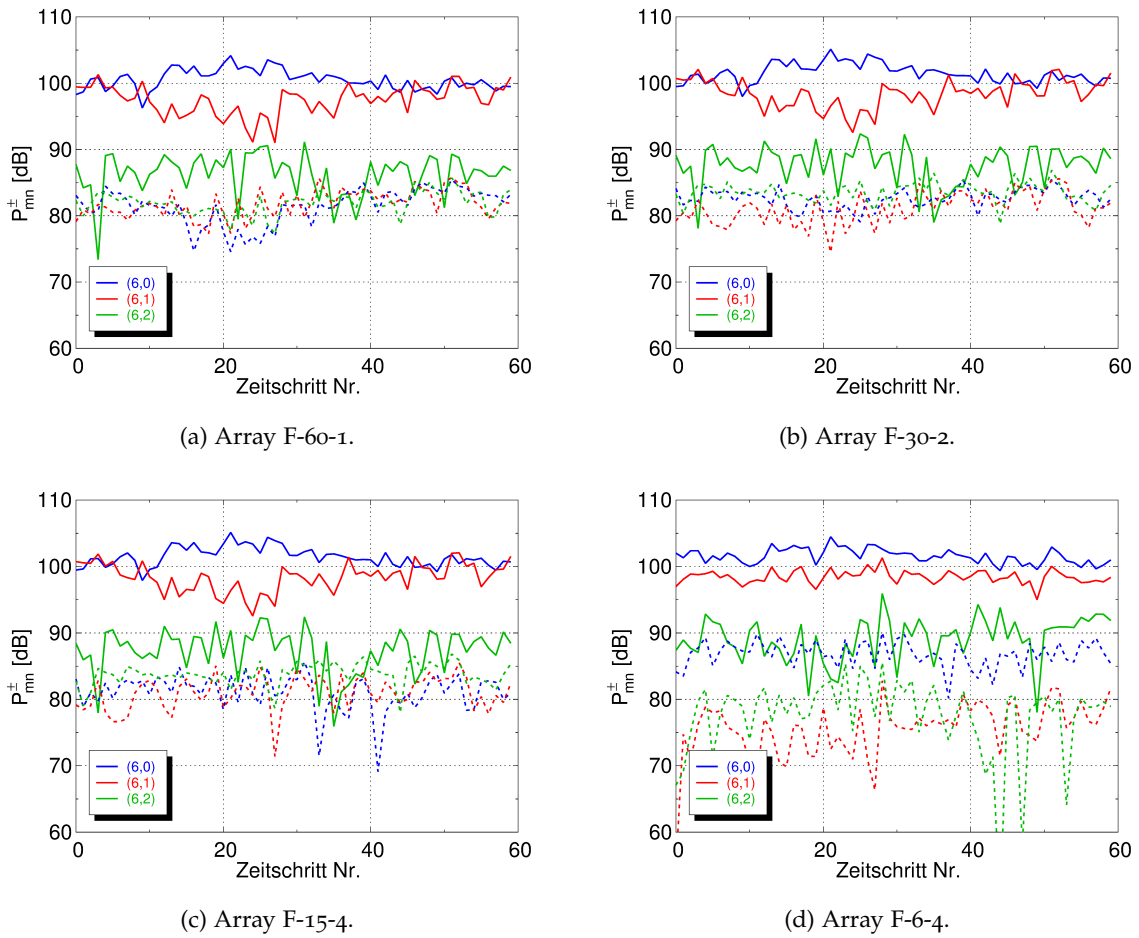 110
100
90
80
70
60
P±mn [dB]
(6,0)
(6,1)
(6,2)
0 20 40 60
Zeitschritt Nr.
(a) Array F-60-1.
110
100
90
80
70
60
P±mn [dB]
(6,0)
(6,1)
(6,2)
0 20 40 60
Zeitschritt Nr.
(b) Array F-30-2.
110
100
90
80
70
60
P±mn [dB]
(6,0)
(6,1)
(6,2)
0 20 40 60
Zeitschritt Nr.
(c) Array F-15-4.
110
100
90
80
70
60
P±mn [dB]
(6,0)
(6,1)
(6,2)
0 20 40 60
Zeitschritt Nr.
(d) Array F-6-4.